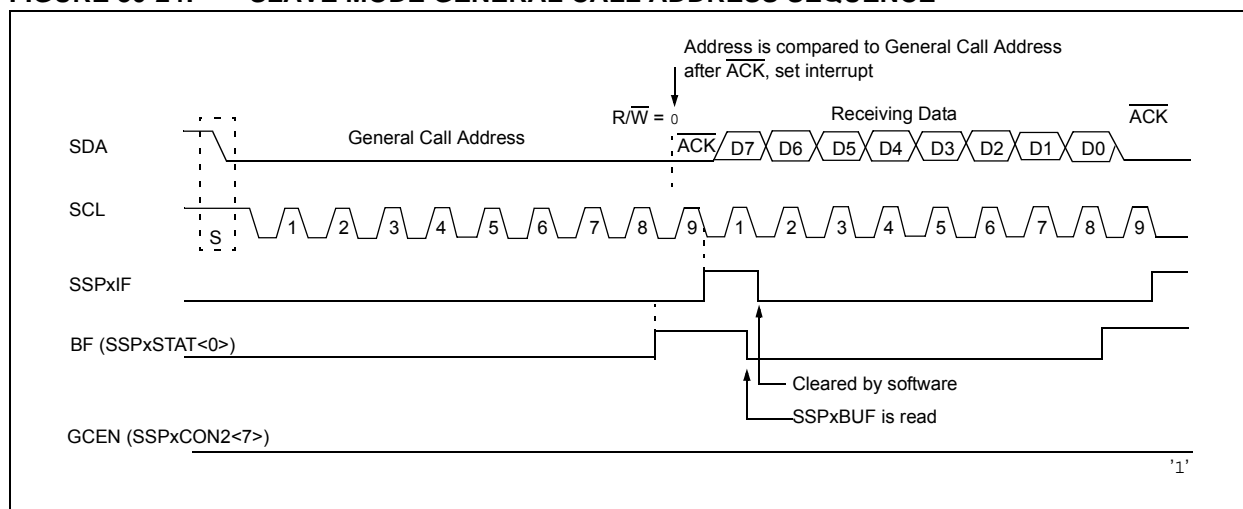 FIGURE 30-24: SLAVE MODE GENERAL CALL ADDRESS SEQUENCE
Address is compared to General Call Address
after ACK, set interrupt
R/W = 0
Receiving Data
ACK
SDA
General Call Address
ACK
D7
D6
D5
D4
D3
D2
D1
D0
SCL
S
1
2
3
4
5
6
7
8
9
1
2
3
4
5
6
7
8
9
SSPxIF
BF (SSPxSTAT<0>)
Cleared by software
SSPxBUF is read
GCEN (SSPxCON2<7>)
'1'